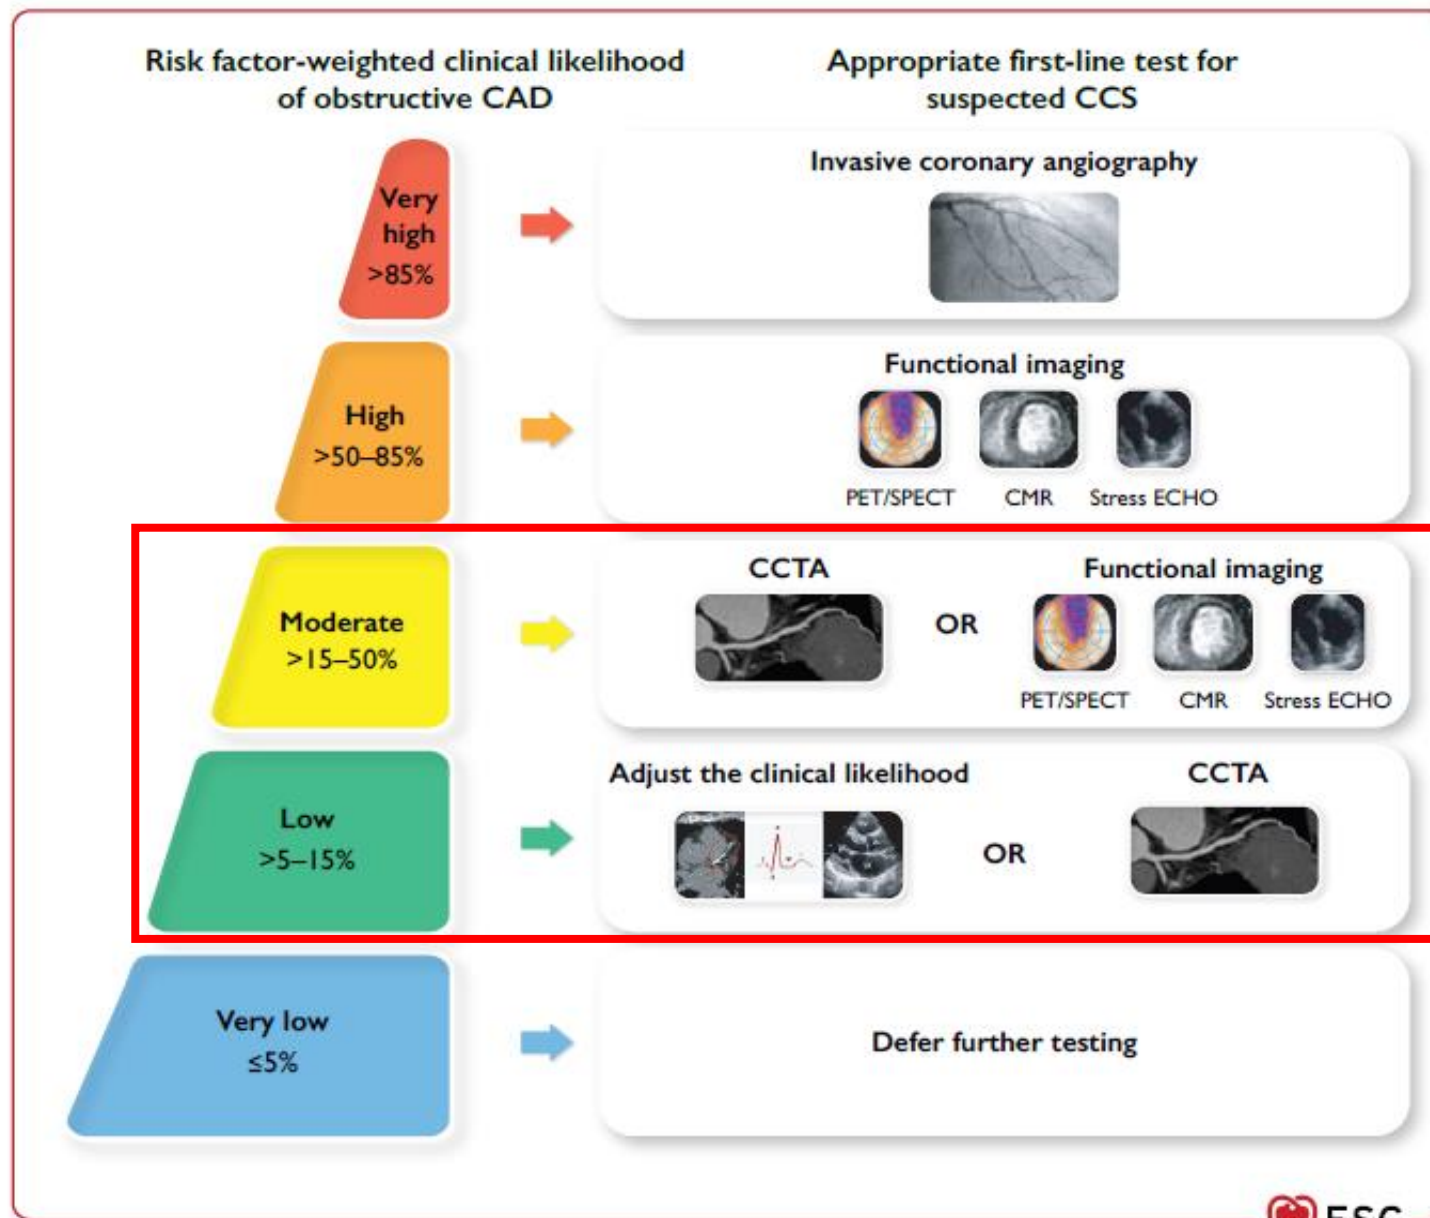 Risk factor-weighted clinical likelihood
of obstructive CAD
Appropriate first-line test for
suspected CCS
Very
high
>85%
Invasive coronary angiography
High
>50–85%
Functional imaging
PET/SPECT
CMR
Stress ECHO
Moderate
>15–50%
CCTA
OR
Functional imaging
PET/SPECT
CMR
Stress ECHO
Low
>5–15%
Adjust the clinical likelihood
OR
CCTA
Very low
≤5%
Defer further testing
ESC